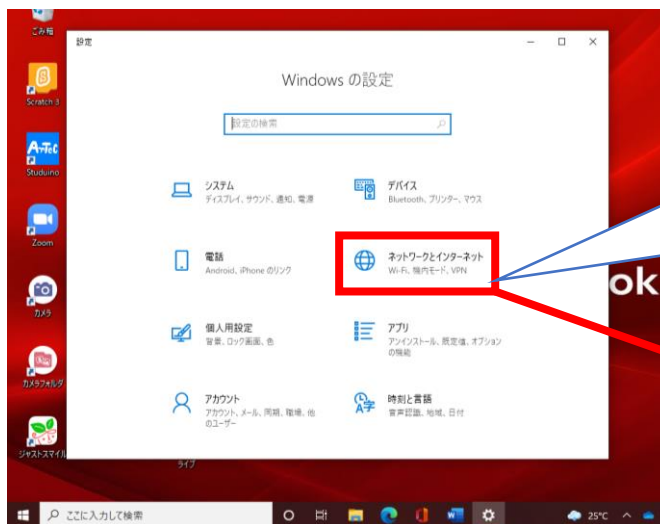 ごみ箱
設定
Windows の設定
設定の検索
Scratch 3
システム
ディスプレイ、サウンド、通知、電源
デバイス
Bluetooth、プリンター、マウス
ArTec
Studuino
電話
Android、iPhone のリンク
ネットワークとインターネット
Wi-Fi、機内モード、VPN
Zoom
ok
カメラ
個人用設定
背景、ロック画面、色
アプリ
アンインストール、既定値、オプション
の機能
カメラフォルダ
アカウント
アカウント、メール、同期、職場、他
のユーザー
時刻と言語
音声認識、地域、日付
ジャストスマイル
ライブ
ここに入力して検索
25°C